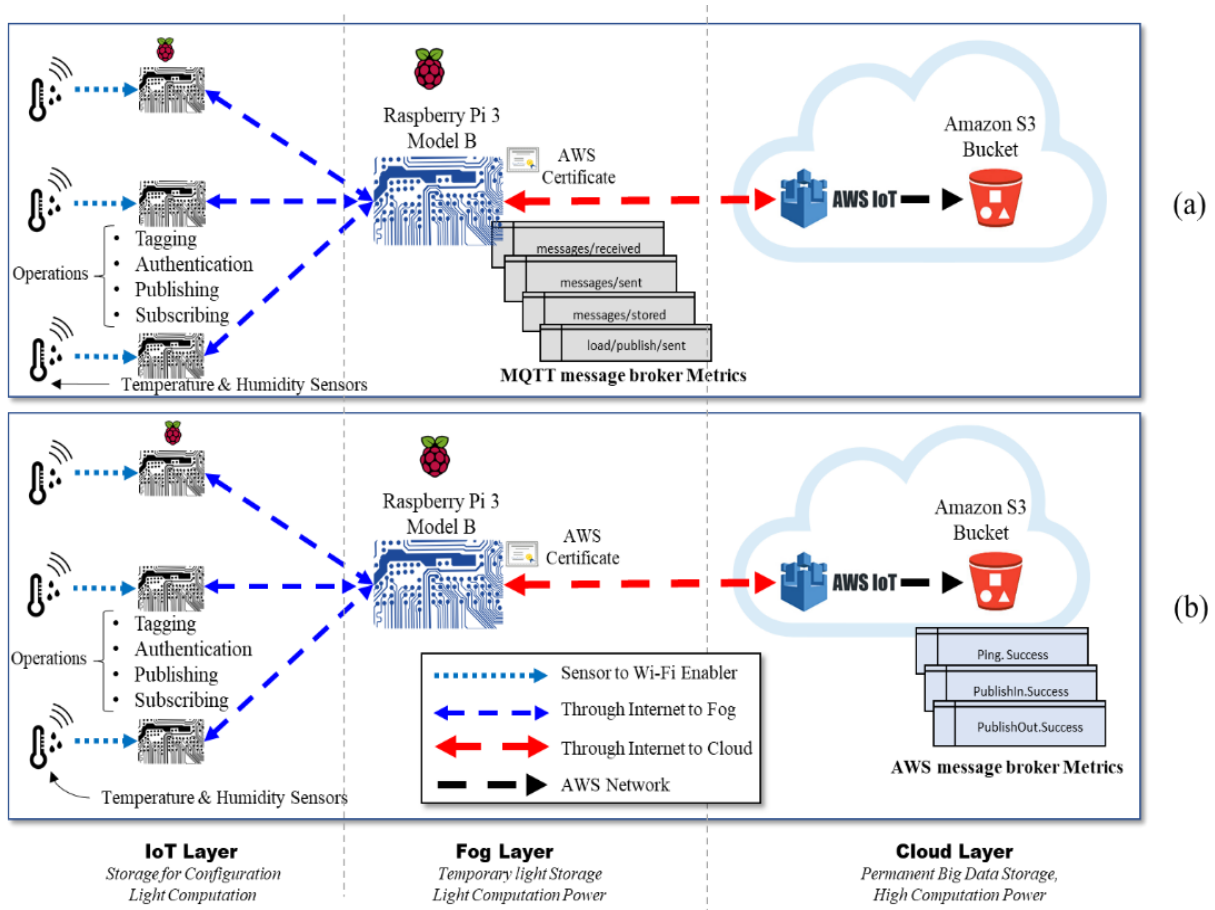 Raspberry Pi 3
Model B
AWS
Certificate
Amazon S3
Bucket
AWS IoT
(a)
Operations
• Tagging
• Authentication
• Publishing
• Subscribing
messages/received
messages/sent
messages/stored
load/publish/sent
MQTT message broker Metrics
Temperature & Humidity Sensors
Raspberry Pi 3
Model B
AWS
Certificate
Amazon S3
Bucket
AWS IoT
(b)
Operations
• Tagging
• Authentication
• Publishing
• Subscribing
Sensor to Wi-Fi Enabler
Through Internet to Fog
Through Internet to Cloud
AWS Network
Ping. Success
PublishIn.Success
PublishOut.Success
AWS message broker Metrics
Temperature & Humidity Sensors
IoT Layer
Storage for Configuration
Light Computation
Fog Layer
Temporary light Storage
Light Computation Power
Cloud Layer
Permanent Big Data Storage,
High Computation Power